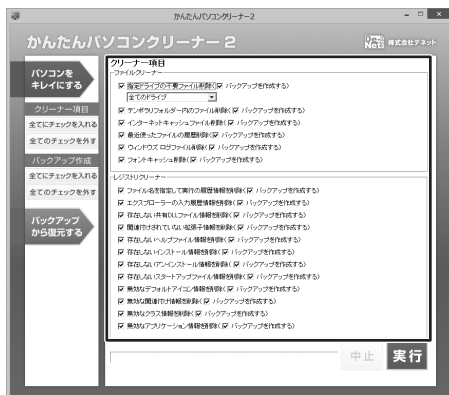 かんたんパソコンクリーナー2
かんたんパソコンクリーナー 2
De Nets 株式会社デネット
パソコンを
キレイにする
クリーナー項目
全てにチェックを入れる
全てのチェックを外す
バックアップ作成
全てにチェックを入れる
全てのチェックを外す
バックアップ
から復元する
クリーナー項目
ファイルクリーナー
指定ドライブの不要ファイル削除( バックアップを作成する)
全てのドライブ
テンポラリフォルダー内のファイル削除( バックアップを作成する)
インターネットキャッシュファイル削除( バックアップを作成する)
最近使ったファイルの履歴削除( バックアップを作成する)
ウィンドウズ ログファイル削除( バックアップを作成する)
フォントキャッシュ削除( バックアップを作成する)
レジストリクリーナー
ファイル名を指定して実行の履歴情報を削除( バックアップを作成する)
エクスプローラーの入力履歴情報を削除( バックアップを作成する)
存在しない共有DLLファイル情報を削除( バックアップを作成する)
関連付けされていない拡張子情報を削除( バックアップを作成する)
存在しないヘルプファイル情報を削除( バックアップを作成する)
存在しないインストール情報を削除( バックアップを作成する)
存在しないアンインストール情報を削除( バックアップを作成する)
存在しないスタートアップファイル情報を削除( バックアップを作成する)
無効なデフォルトアイコン情報を削除( バックアップを作成する)
無効な関連付け情報を削除( バックアップを作成する)
無効なクラス情報を削除( バックアップを作成する)
無効なアプリケーション情報を削除( バックアップを作成する)
中止
実行